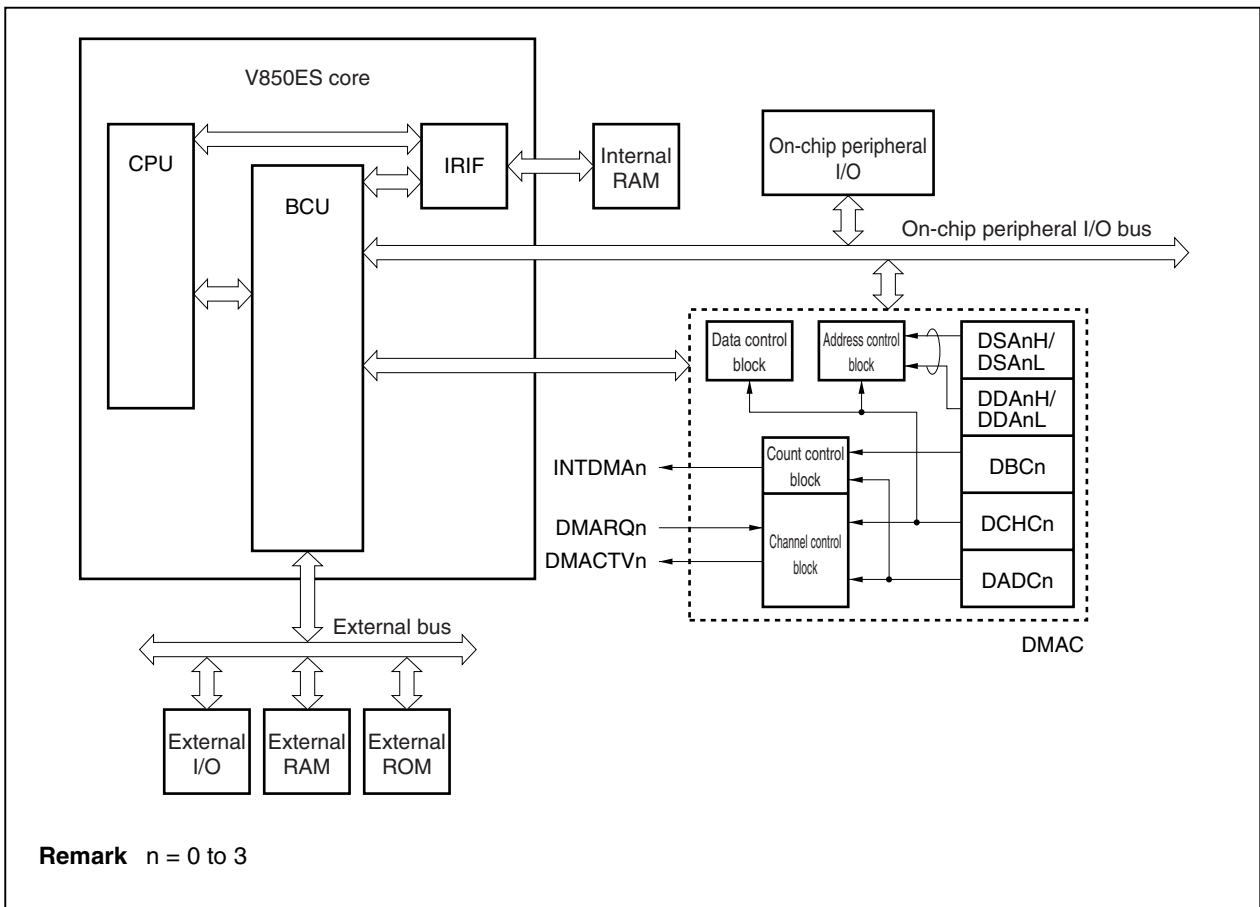 V850ES core
CPU
BCU
IRIF
Internal
RAM
On-chip peripheral
I/O
On-chip peripheral I/O bus
Data control
block
Address control
block
DSAnH/
DSAnL
DDAnH/
DDAnL
Count control
block
DBCn
INTDMAn
DMARQn
DMACTVn
Channel control
block
DCHCn
DADCn
DMAC
External bus
External
I/O
External
RAM
External
ROM
Remark n = 0 to 3